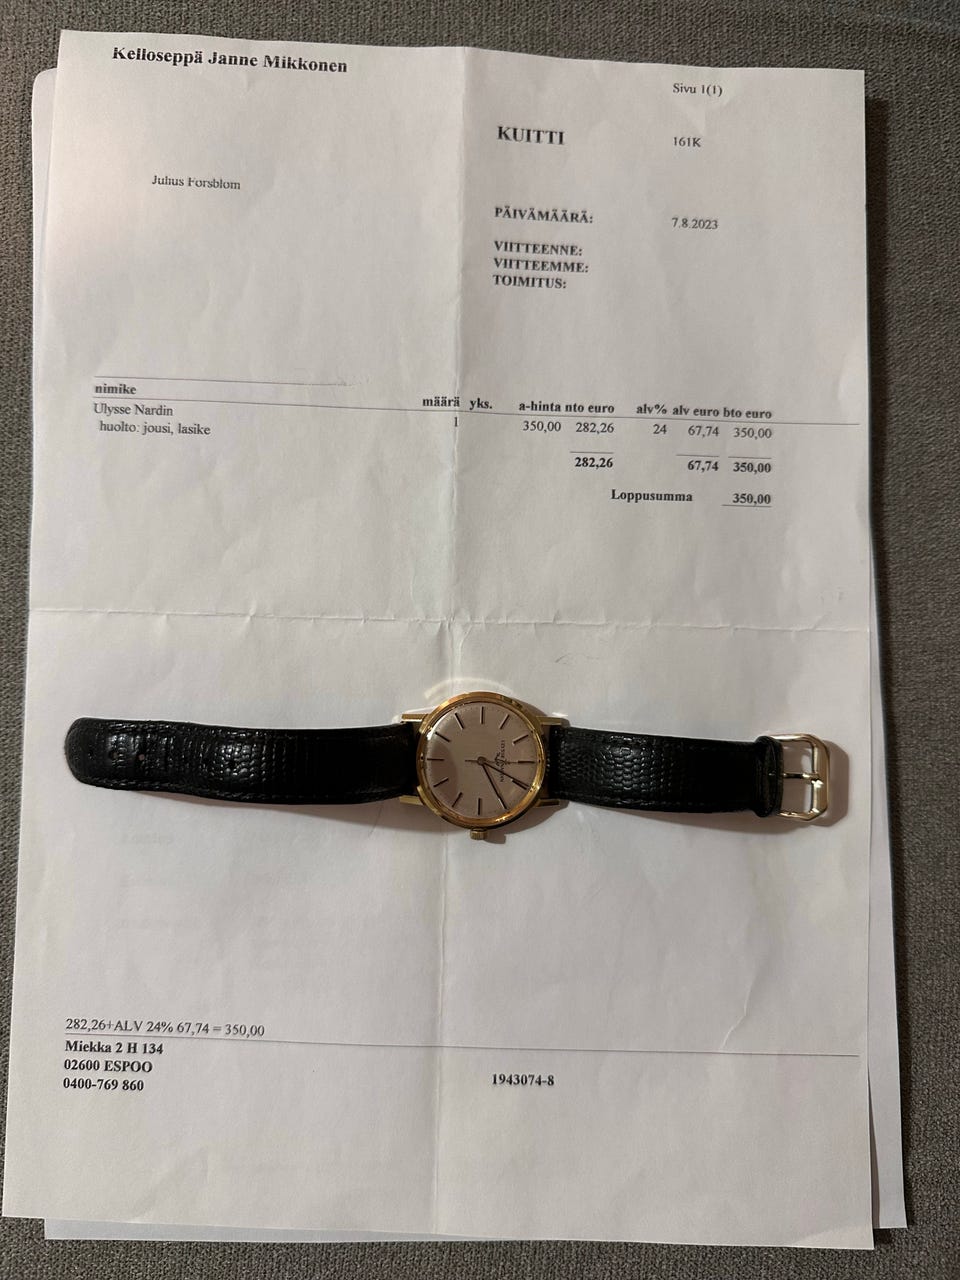 Kelloseppä Janne Mikkonen
Sivu 1(1)
KUITTI 161K
Julius Forsblom
PÄIVÄMÄÄRÄ: 7.8.2023
VIITTEENNE:
VIITTEEMME:
TOIMITUS:
nimike määrä yks. a-hinta nto euro alv% alv euro bto euro
Ulysse Nardin 1 350,00 282,26 24 67,74 350,00
huolto: jousi, lasike
282,26 67,74 350,00
Loppusumma 350,00
ULYSSE NARDIN
282,26+ALV 24% 67,74 = 350,00
Miekka 2 H 134
02600 ESPOO
0400-769 860
1943074-8